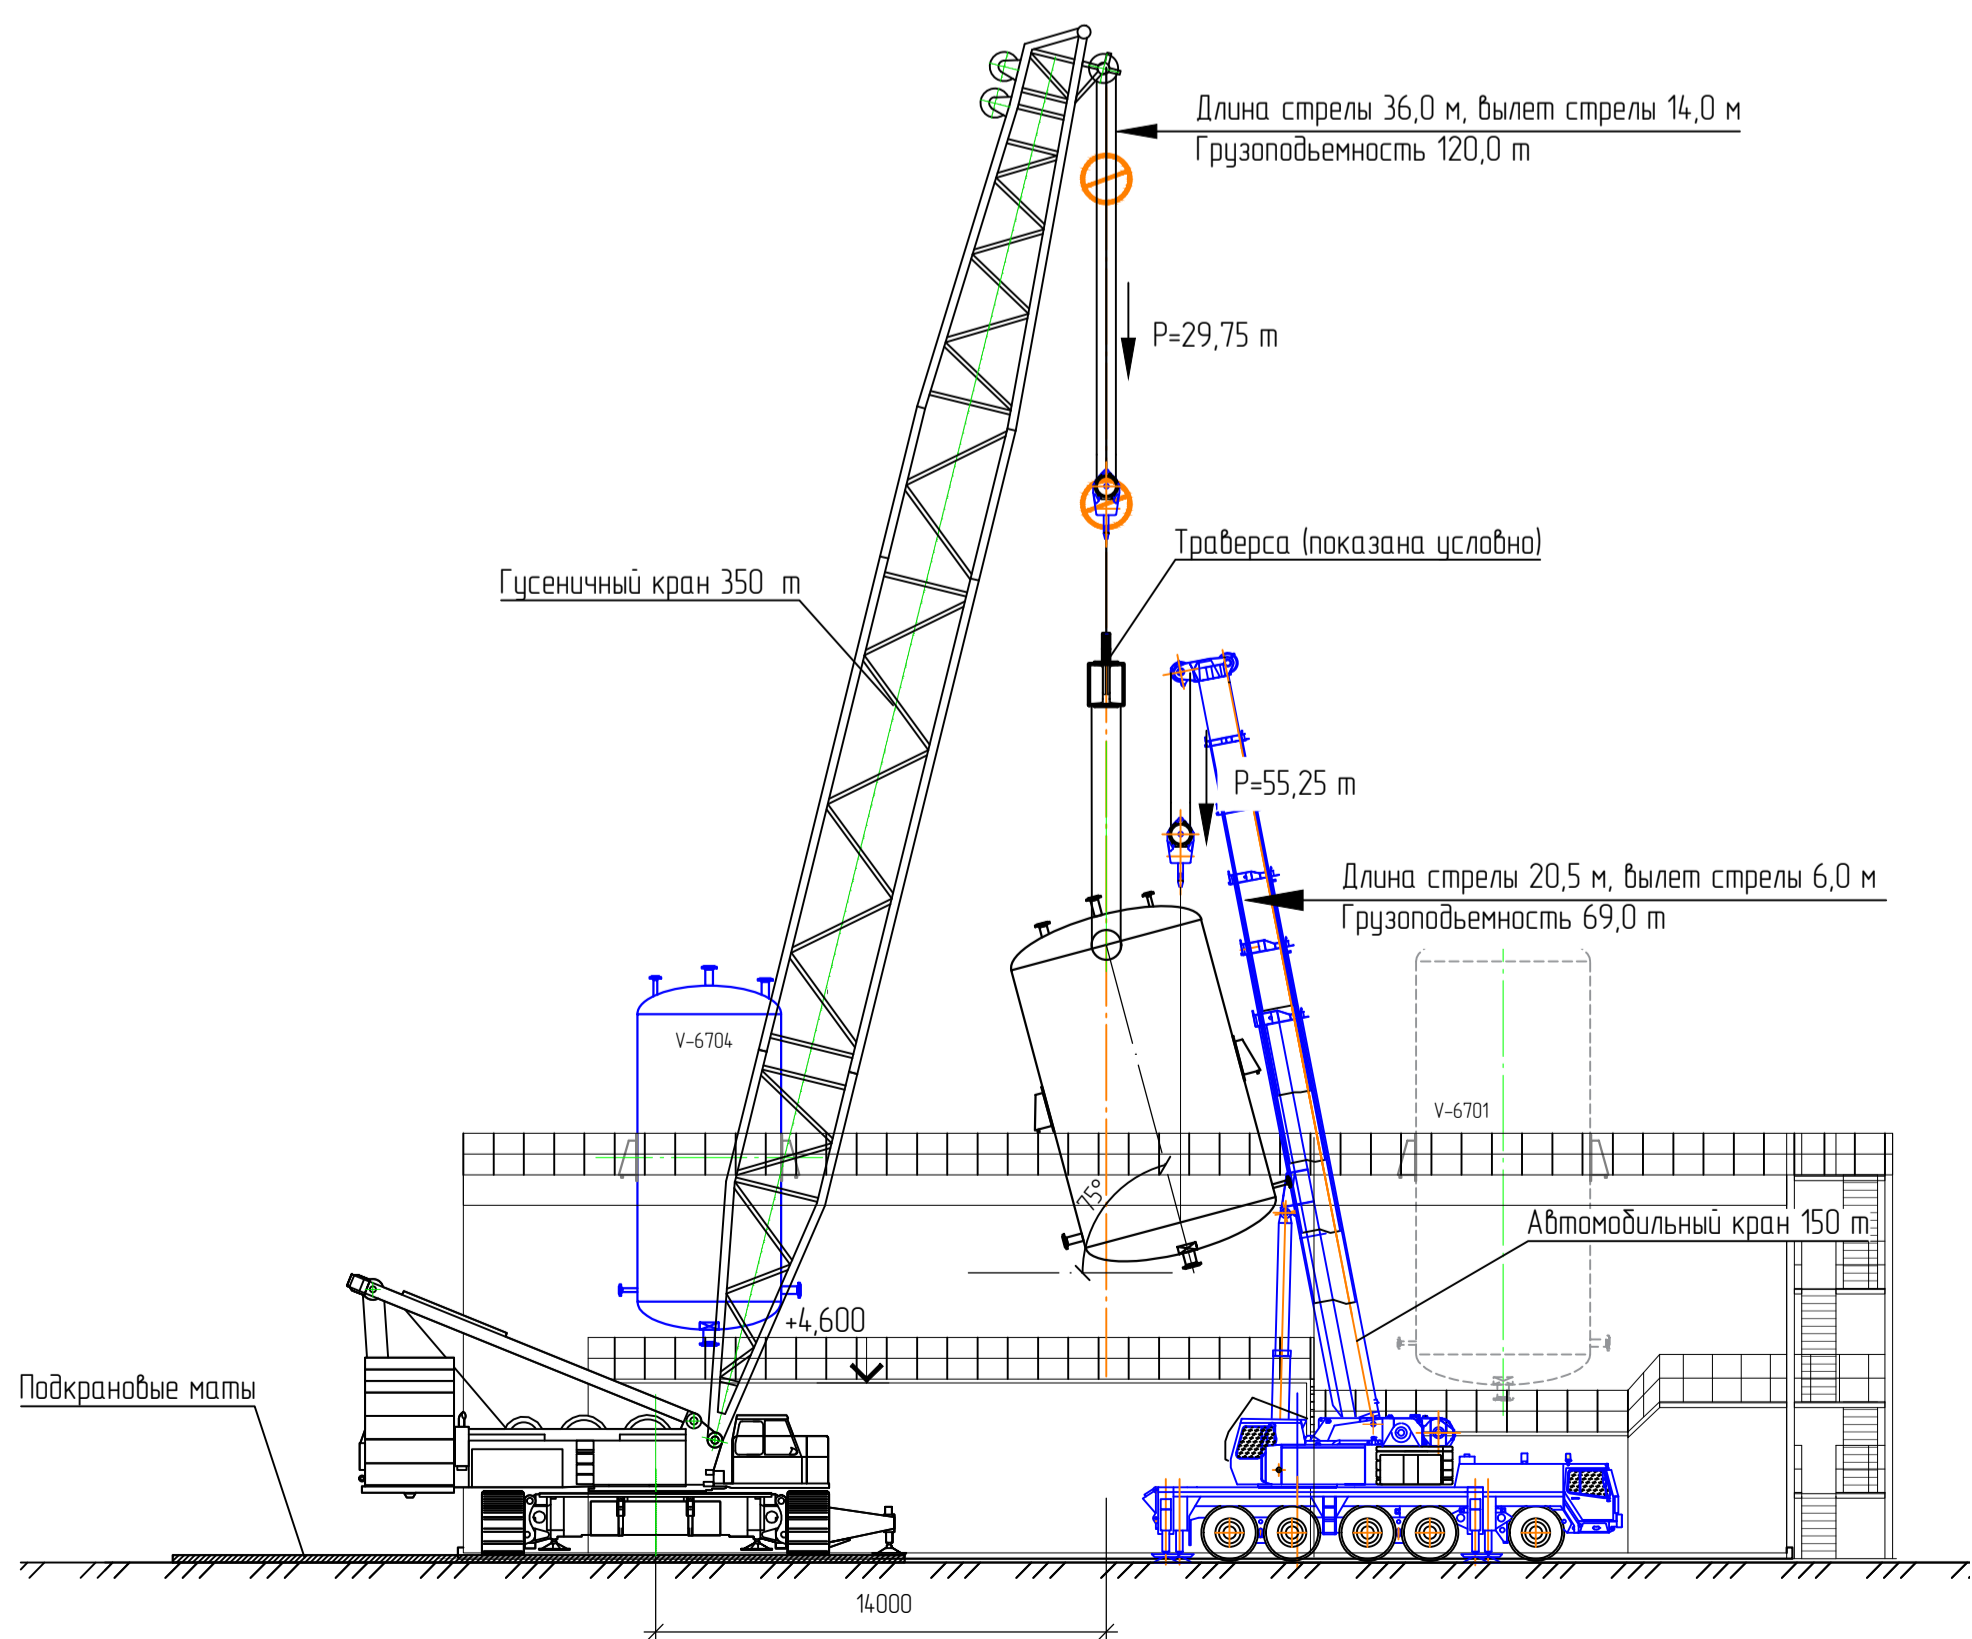 Длина стрелы 36,0 м, вылет стрелы 14,0 м
Грузоподьемность 120,0 т
P=29,75 т
Траверса (показана условно)
Гусеничный кран 350 т
P=55,25 т
Длина стрелы 20,5 м, вылет стрелы 6,0 м
Грузоподьемность 69,0 т
V-6704
V-6701
75°
Автомобильный кран 150 т
+4,600
Подкрановые маты
14000